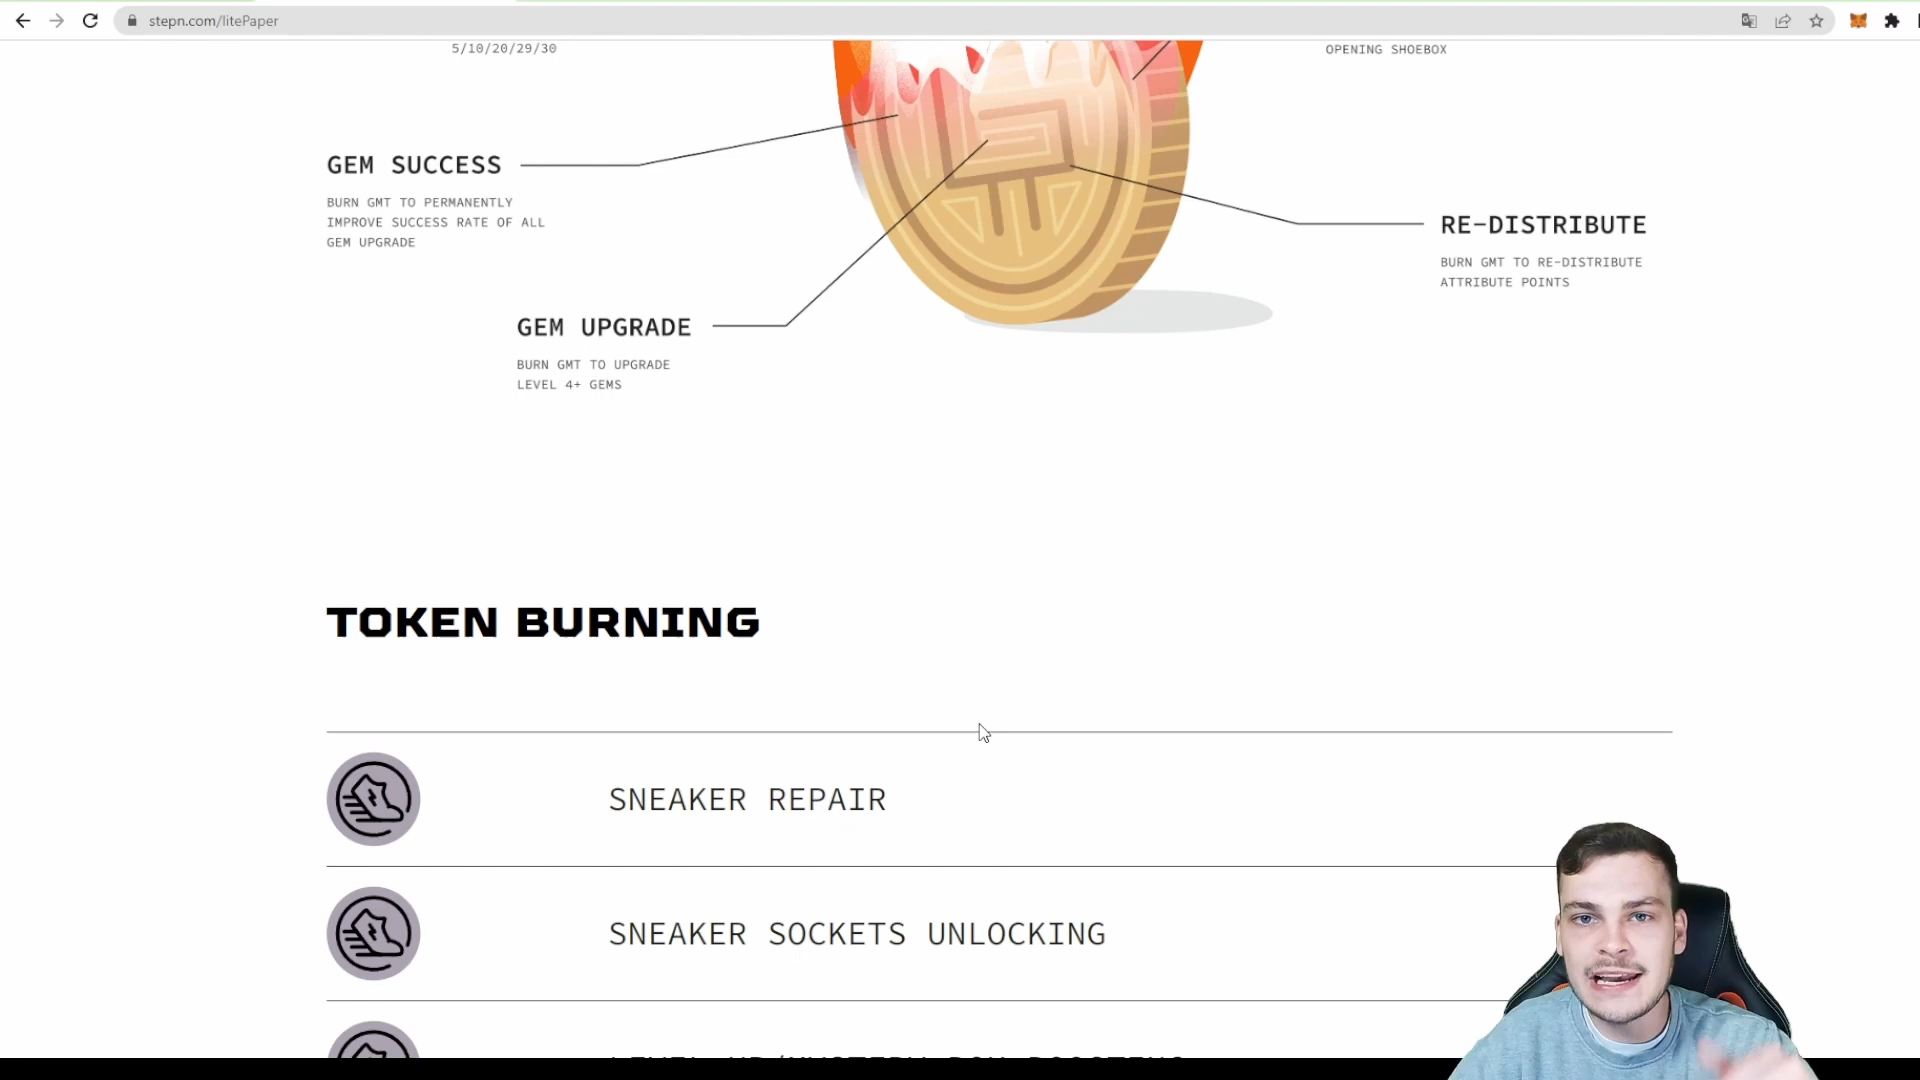 stepn.com/litePaper
5/10/20/29/30
OPENING SHOEBOX
GEM SUCCESS
BURN GMT TO PERMANENTLY
IMPROVE SUCCESS RATE OF ALL
GEM UPGRADE
RE-DISTRIBUTE
BURN GMT TO RE-DISTRIBUTE
ATTRIBUTE POINTS
GEM UPGRADE
BURN GMT TO UPGRADE
LEVEL 4+ GEMS
TOKEN BURNING
SNEAKER REPAIR
SNEAKER SOCKETS UNLOCKING